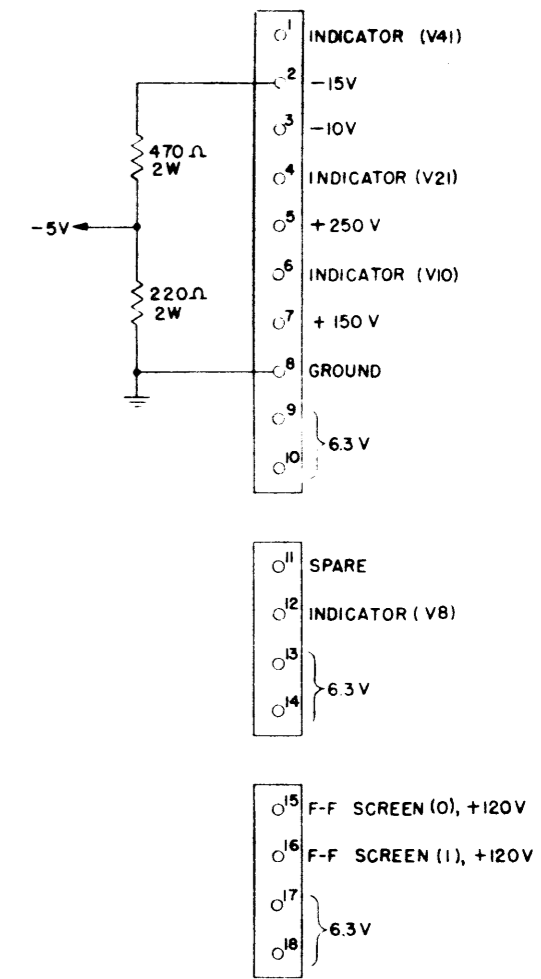 1 INDICATOR (V41)
2 -15V
3 -10V
470Ω
2W
4 INDICATOR (V21)
-5V
5 +250 V
6 INDICATOR (V10)
220Ω
2W
7 + 150 V
8 GROUND
9
6.3 V
10
11 SPARE
12 INDICATOR ( V8)
13
6.3 V
14
15 F-F SCREEN (0), +120V
16 F-F SCREEN (1), +120V
17
6.3 V
18